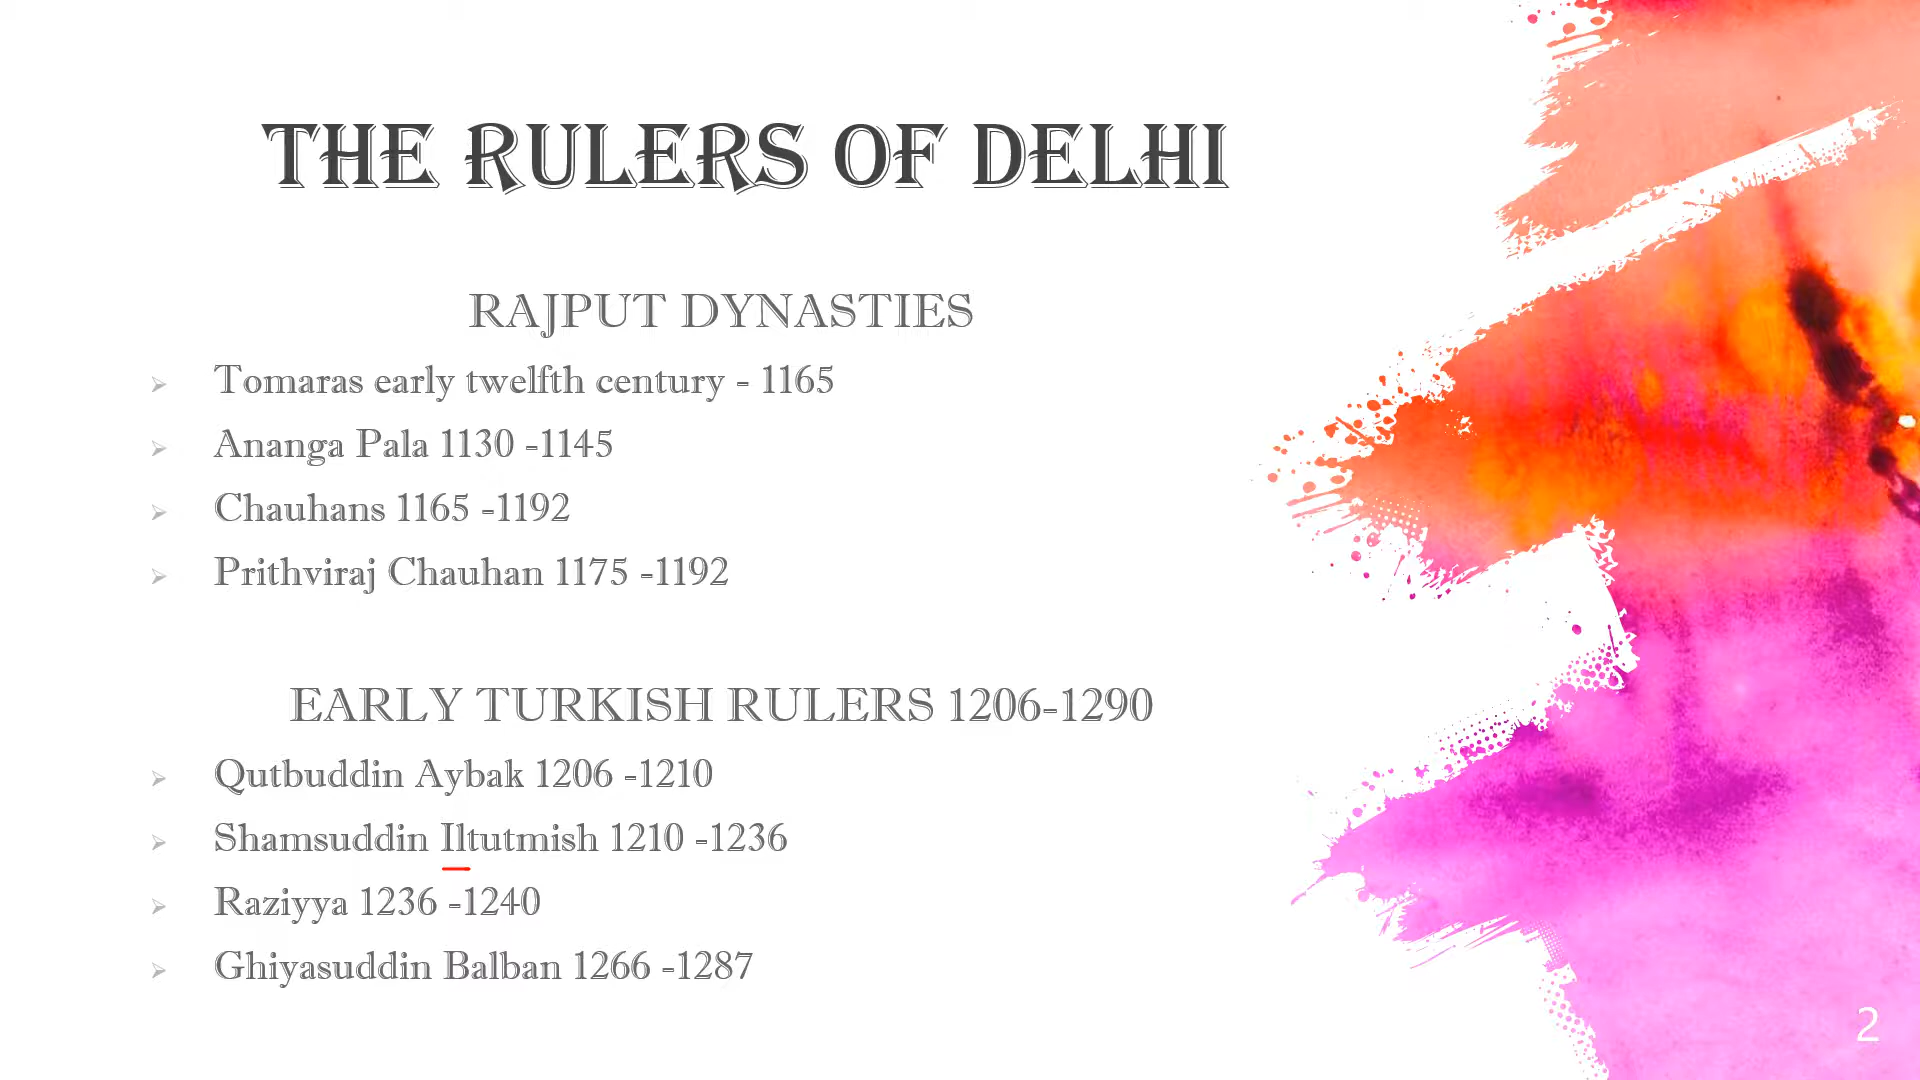 THE RULERS OF DELHI
RAJPUT DYNASTIES
➢ Tomaras early twelfth century - 1165
➢ Ananga Pala 1130 -1145
➢ Chauhans 1165 -1192
➢ Prithviraj Chauhan 1175 -1192
EARLY TURKISH RULERS 1206-1290
➢ Qutbuddin Aybak 1206 -1210
➢ Shamsuddin Iltutmish 1210 -1236
➢ Raziyya 1236 -1240
➢ Ghiyasuddin Balban 1266 -1287
2